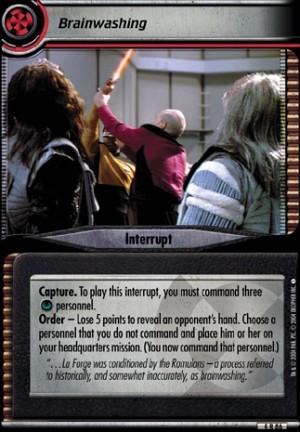 Brainwashing
Interrupt
Capture. To play this interrupt, you must command three
personnel.
Order – Lose 5 points to reveal an opponent's hand. Choose a
personnel that you do not command and place him or her on
your headquarters mission. (You now command that personnel.)
"…La Forge was conditioned by the Romulans – a process referred
to historically, and somewhat inaccurately, as brainwashing."